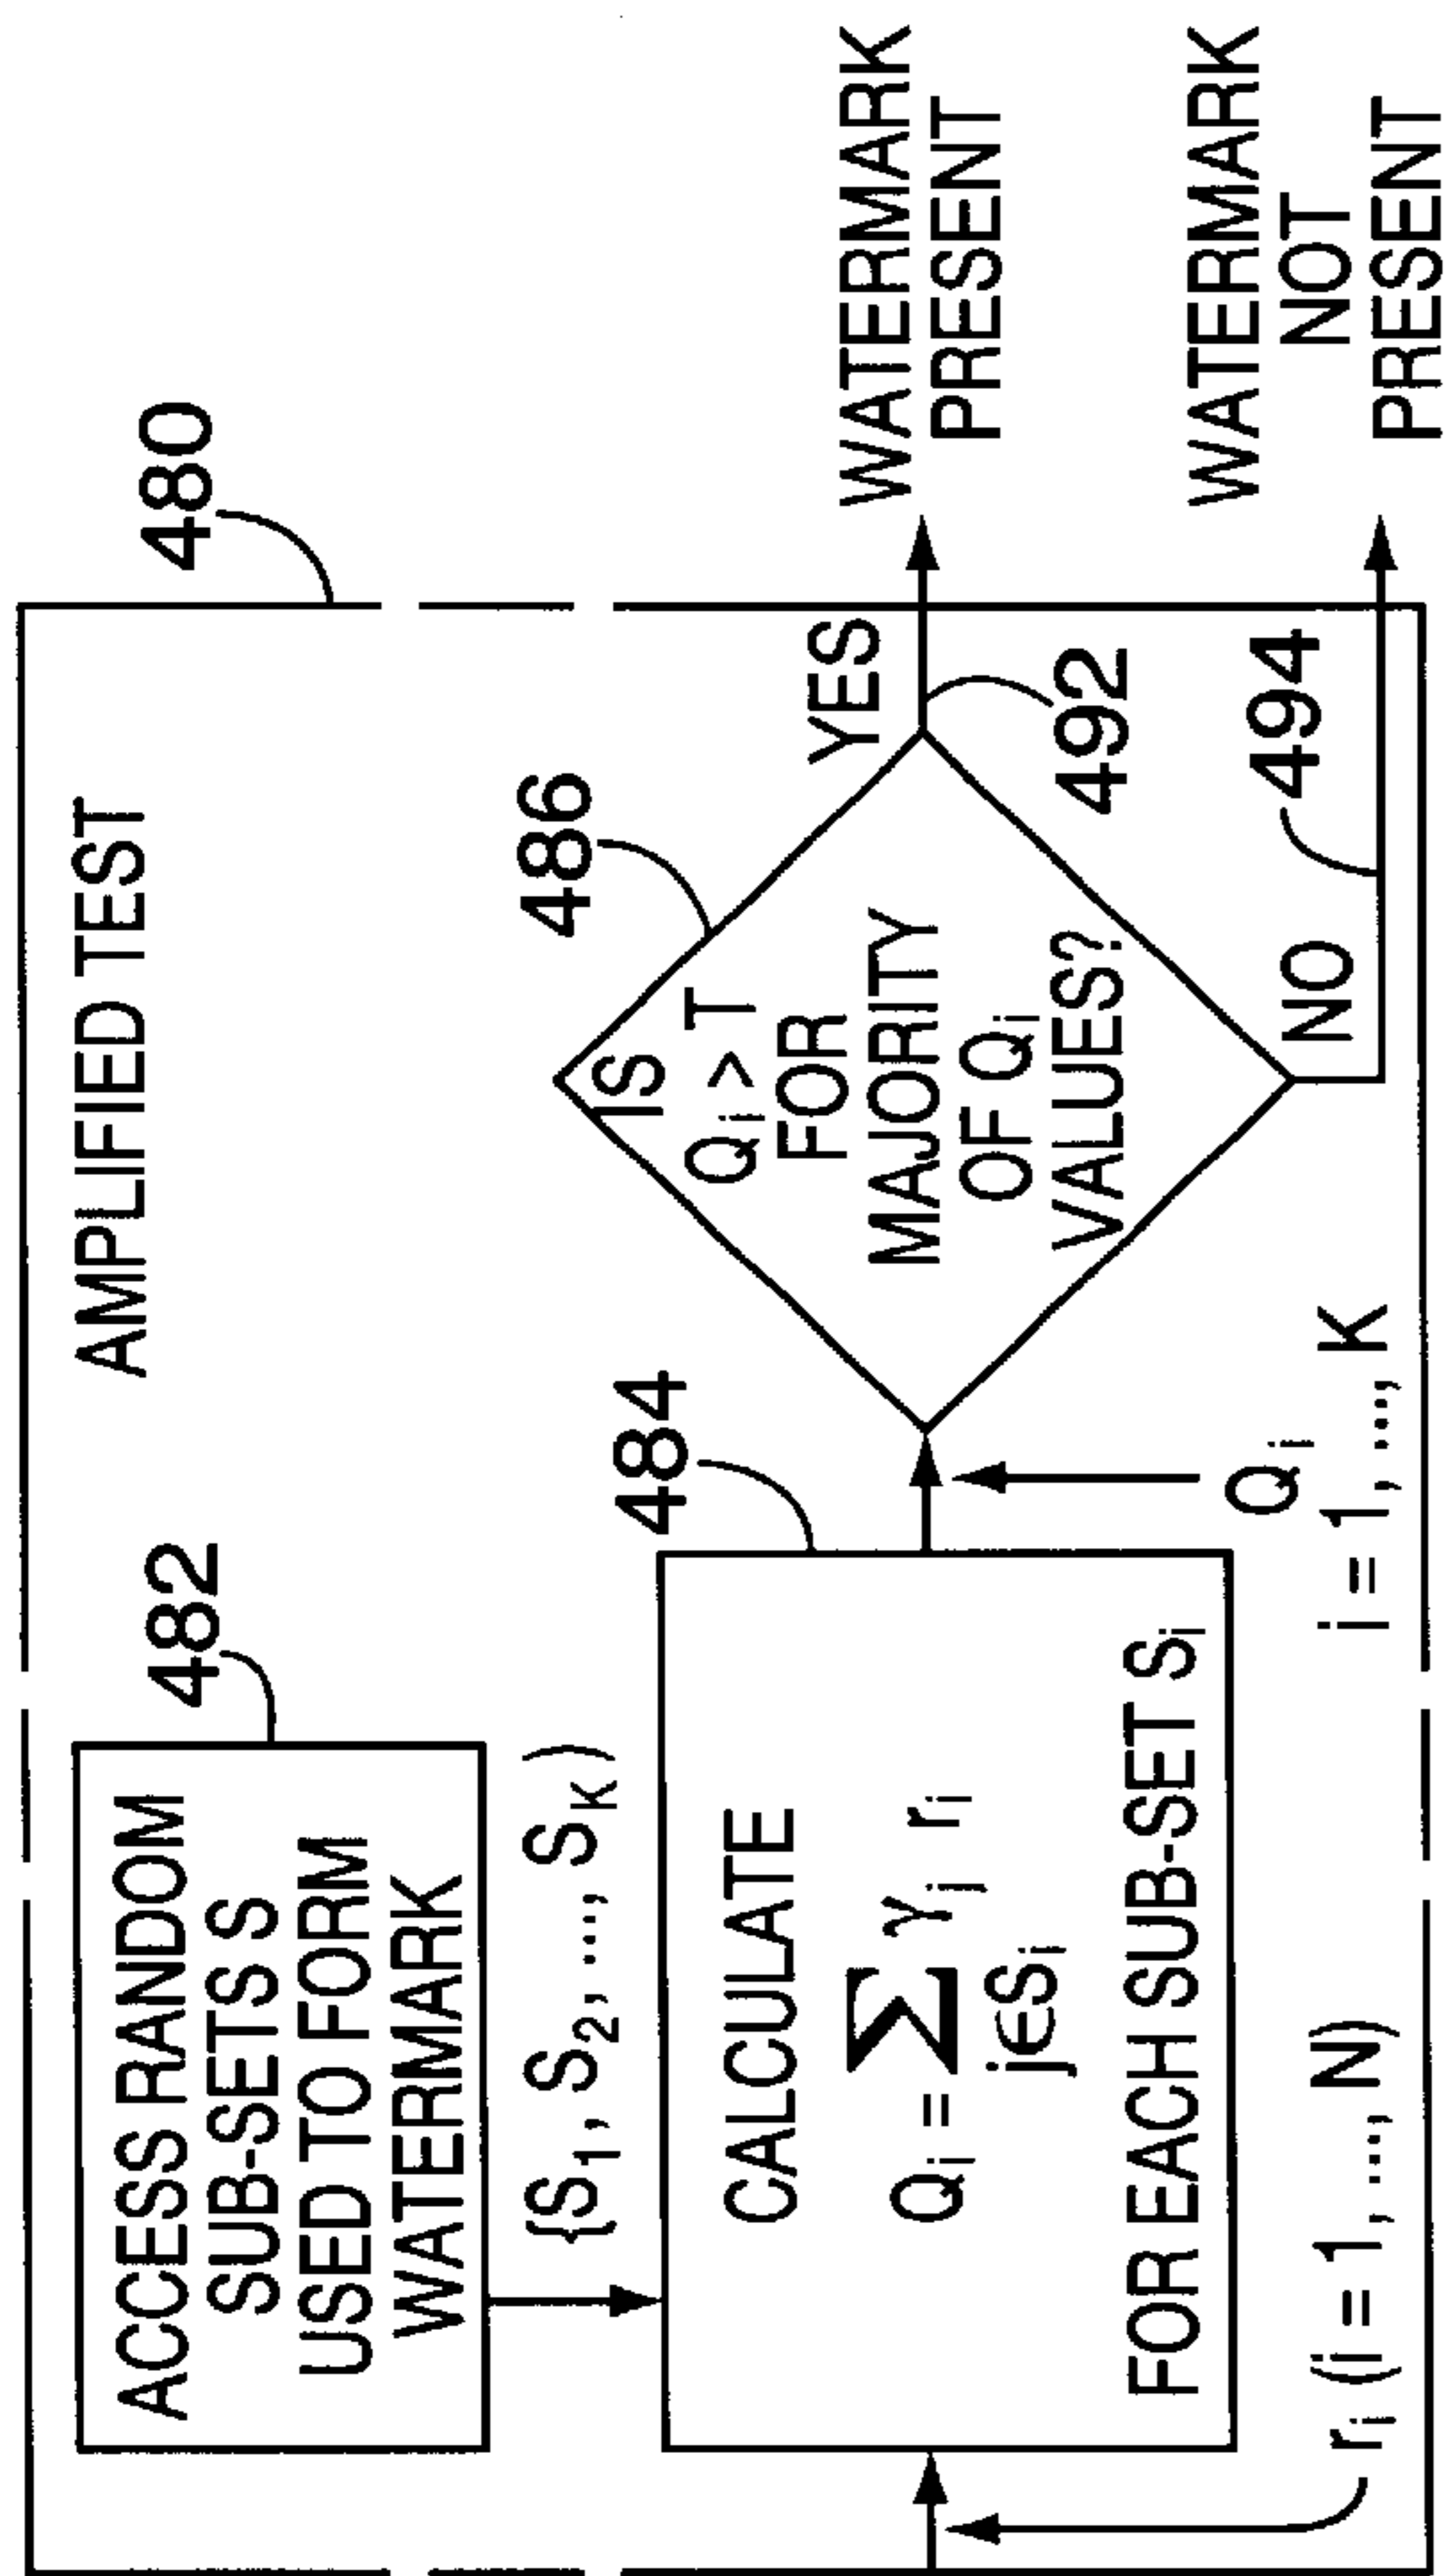 480
AMPLIFIED TEST
482
ACCESS RANDOM
SUB-SETS S
USED TO FORM
WATERMARK
{S1, S2, ..., SK)
484
CALCULATE
Qi = Σ γj ri
j∈Si
FOR EACH SUB-SET Si
ri (i = 1, ..., N)
Qi
i = 1, ..., K
486
IS
Qi > T
FOR
MAJORITY
OF Qi
VALUES?
YES
492
NO
494
WATERMARK
PRESENT
WATERMARK
NOT
PRESENT